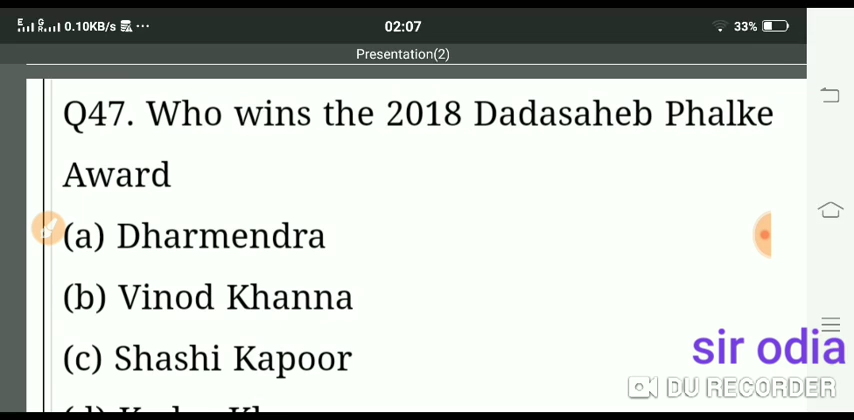 0.10KB/s ... 02:07 33%
Presentation(2)
Q47. Who wins the 2018 Dadasaheb Phalke
Award
(a) Dharmendra
(b) Vinod Khanna
(c) Shashi Kapoor
sir odia
DU RECORDER